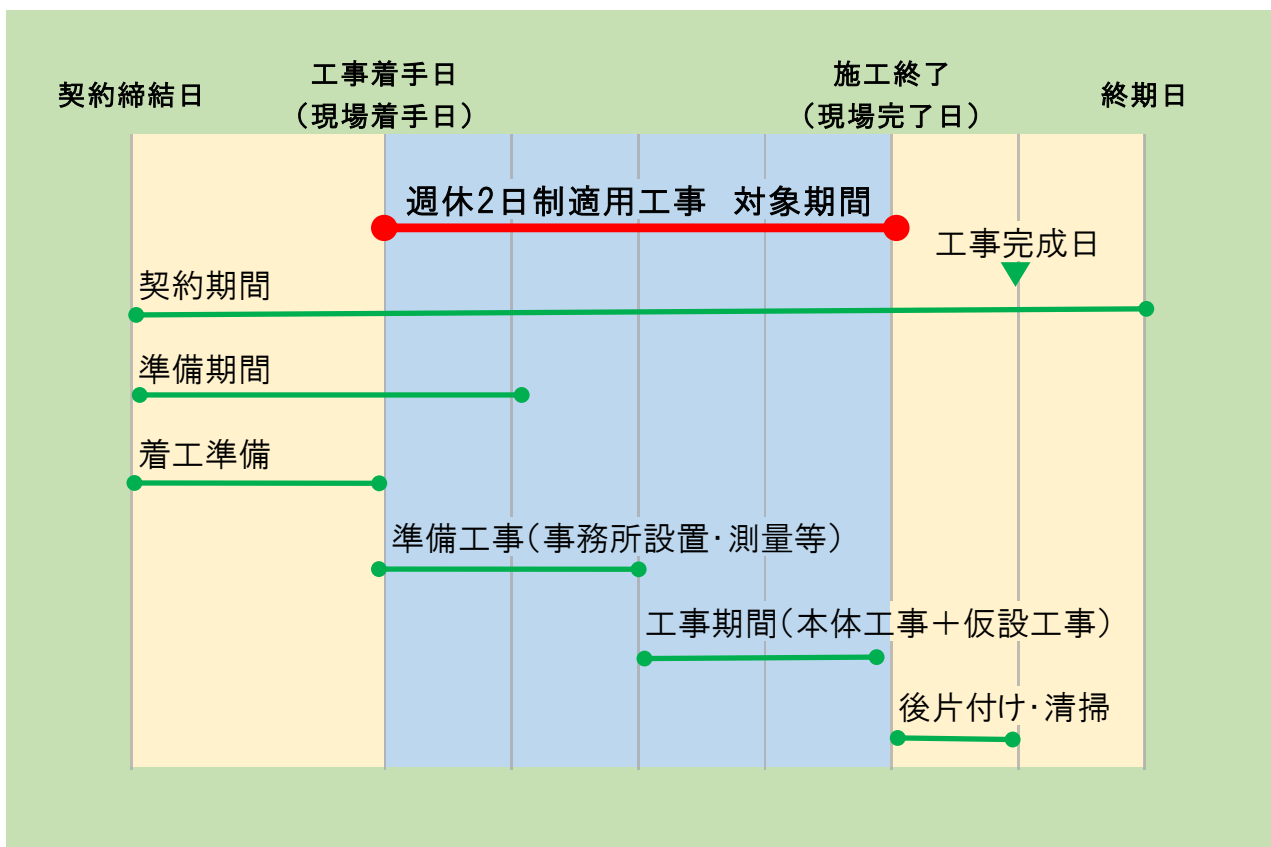 契約締結日
工事着手日
（現場着手日）
施工終了
（現場完了日）
終期日
週休2日制適用工事　対象期間
工事完成日
契約期間
準備期間
着工準備
準備工事（事務所設置・測量等）
工事期間（本体工事＋仮設工事）
後片付け・清掃